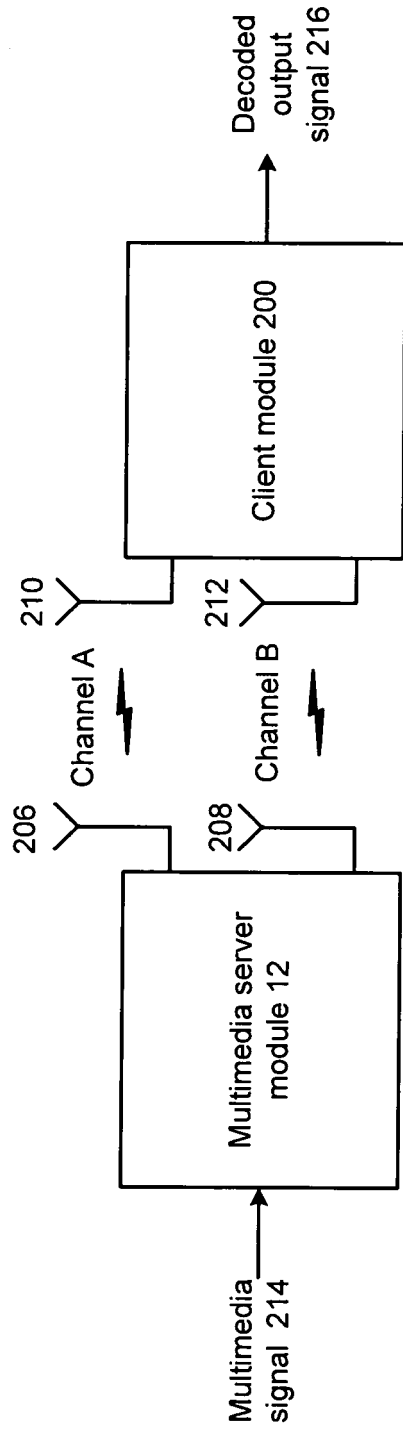 Multimedia
signal 214
Multimedia server
module 12
206
208
Channel A
Channel B
210
212
Client module 200
Decoded
output
signal 216